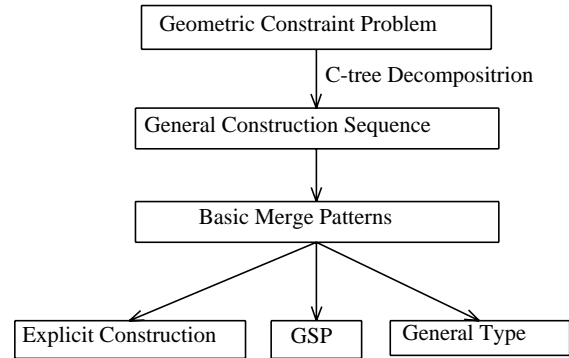 Geometric Constraint Problem
C-tree Decompositrion
General Construction Sequence
Basic Merge Patterns
Explicit Construction
GSP
General Type